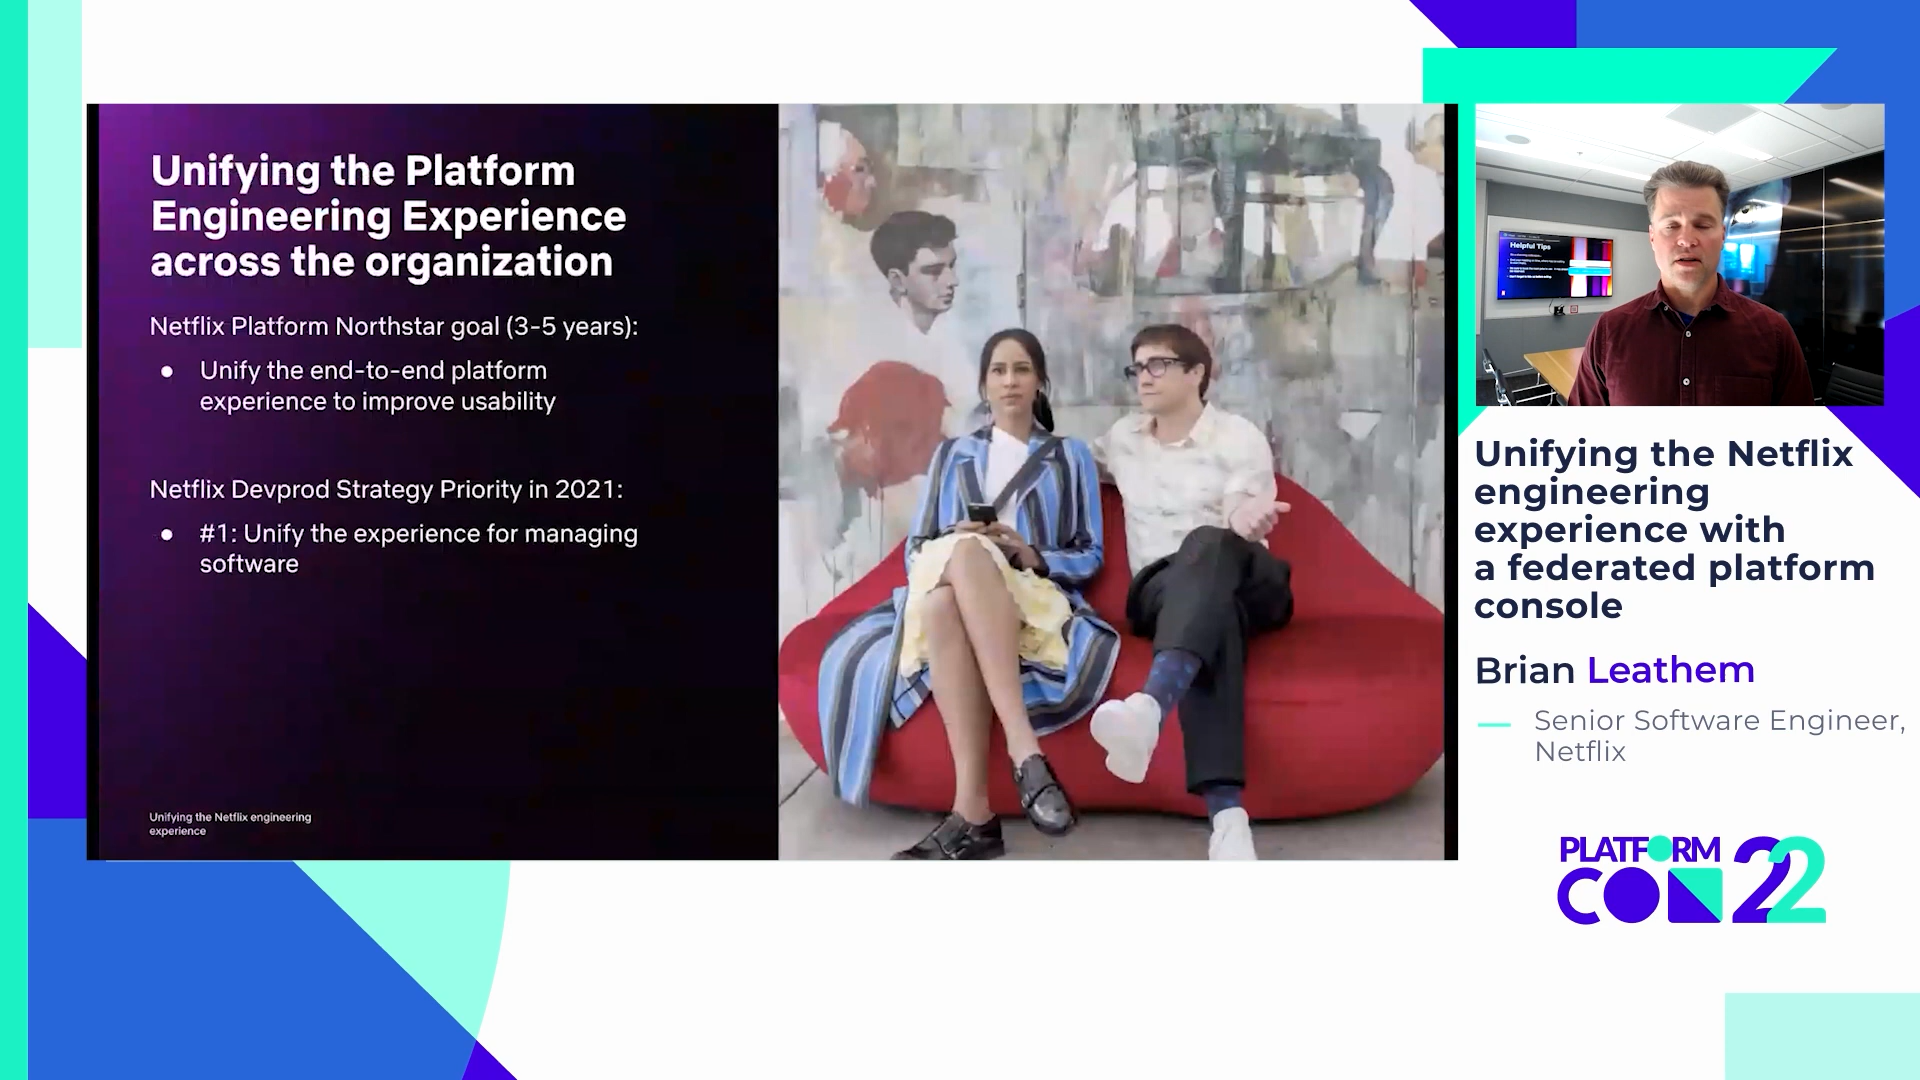 Unifying the Platform
Engineering Experience
across the organization
Netflix Platform Northstar goal (3-5 years):
● Unify the end-to-end platform
experience to improve usability
Netflix Devprod Strategy Priority in 2021:
● #1: Unify the experience for managing
software
Unifying the Netflix engineering
experience
Helpful Tips
Unifying the Netflix
engineering
experience with
a federated platform
console
Brian Leathem
Senior Software Engineer,
Netflix
PLATFORM
CON 22